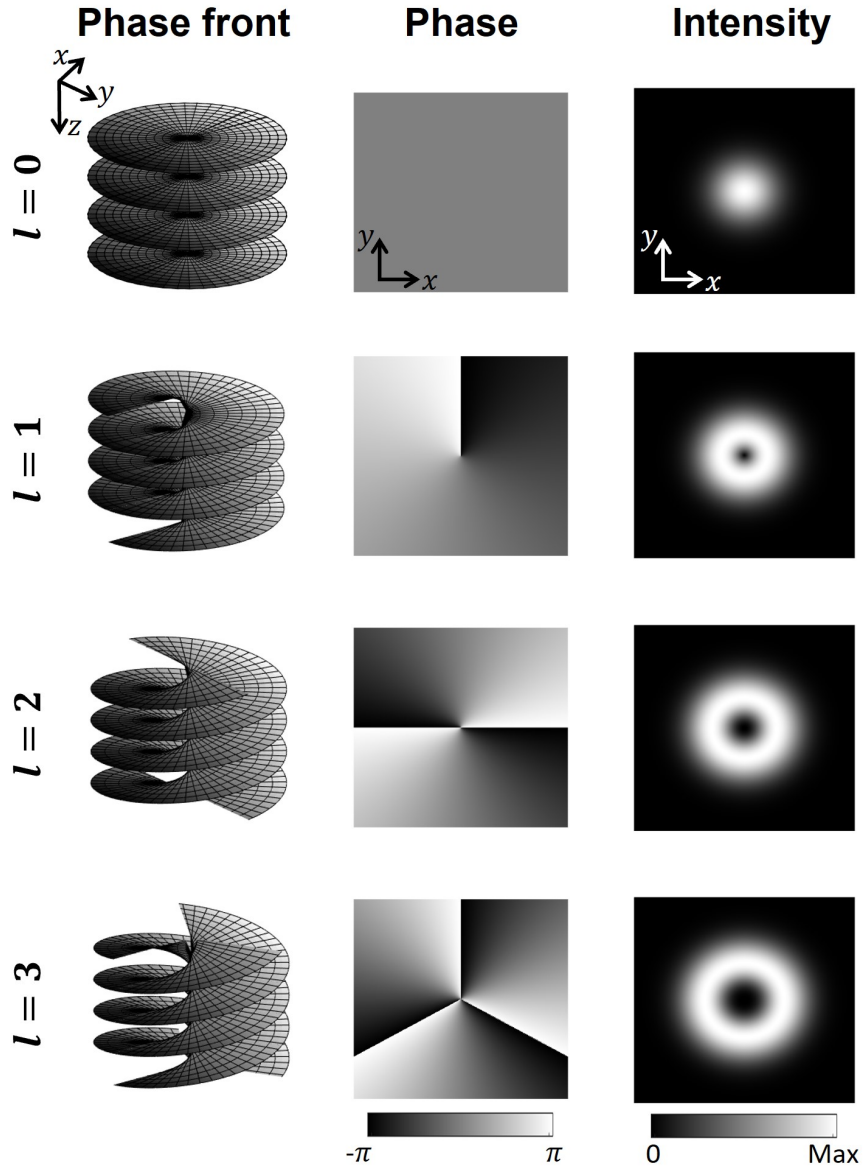 Phase front Phase Intensity
x
y
z
l = 0
y
x
y
x
l = 1
l = 2
l = 3
-π π
0 Max